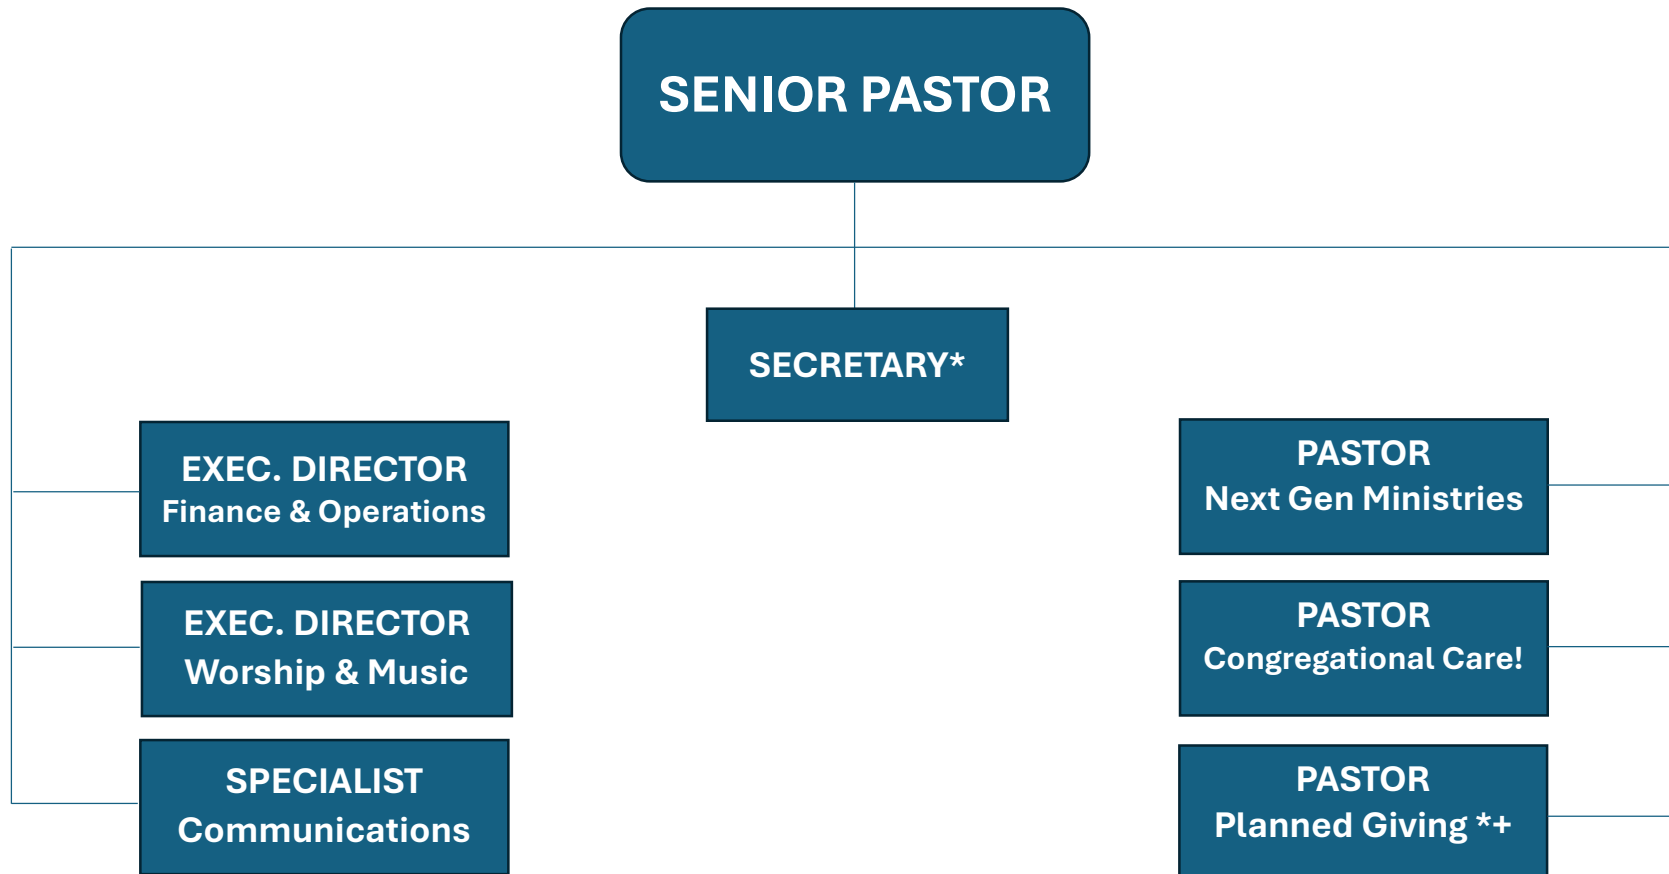 SENIOR PASTOR
SECRETARY*
EXEC. DIRECTOR
Finance & Operations
EXEC. DIRECTOR
Worship & Music
SPECIALIST
Communications
PASTOR
Next Gen Ministries
PASTOR
Congregational Care!
PASTOR
Planned Giving *+